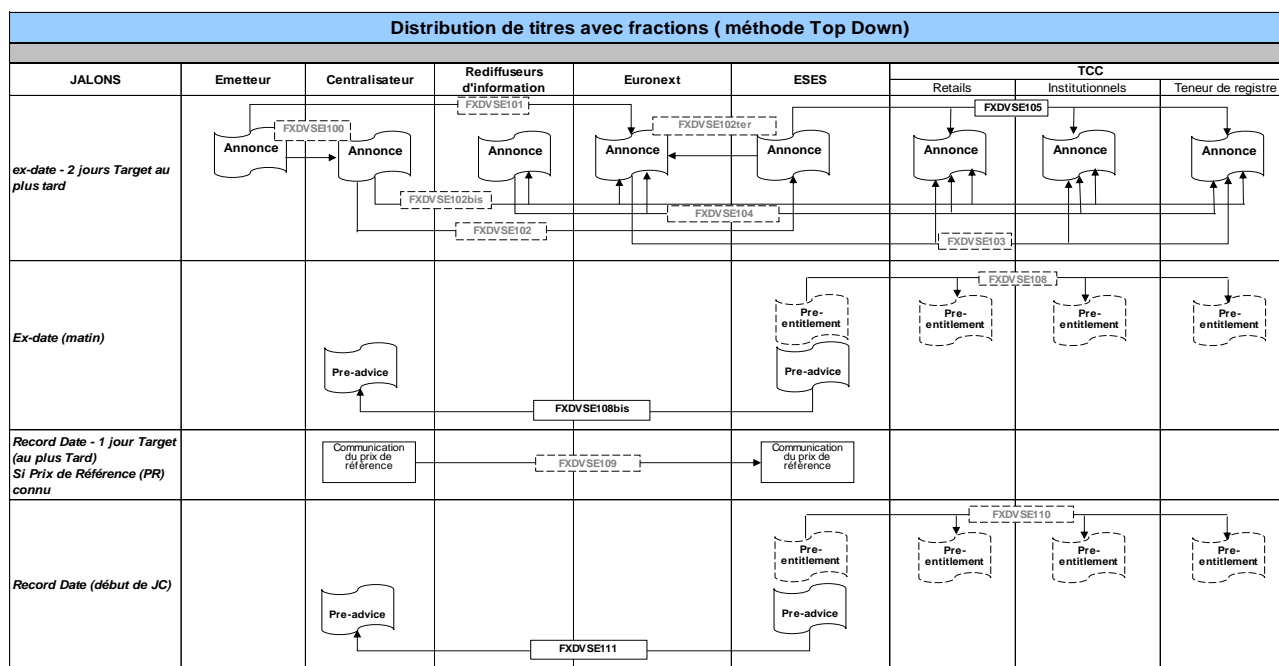 Distribution de titres avec fractions ( méthode Top Down)
JALONS
Emetteur
Centralisateur
Rediffuseurs
d'information
Euronext
ESES
TCC
Retails
Institutionnels
Teneur de registre
ex-date - 2 jours Target au
plus tard
FXDVSE101
FXDVSEI100
FXDVSE102ter
FXDVSE105
Annonce
Annonce
Annonce
Annonce
Annonce
Annonce
Annonce
Annonce
FXDVSE102bis
FXDVSE104
FXDVSE102
FXDVSE103
Ex-date (matin)
FXDVSE108
Pre-
entitlement
Pre-
entitlement
Pre-
entitlement
Pre-
entitlement
Pre-advice
Pre-advice
FXDVSE108bis
Record Date - 1 jour Target
(au plus Tard)
Si Prix de Référence (PR)
connu
Communication
du prix de
référence
FXDVSE109
Communication
du prix de
référence
Record Date (début de JC)
FXDVSE110
Pre-
entitlement
Pre-
entitlement
Pre-
entitlement
Pre-
entitlement
Pre-advice
Pre-advice
FXDVSE111